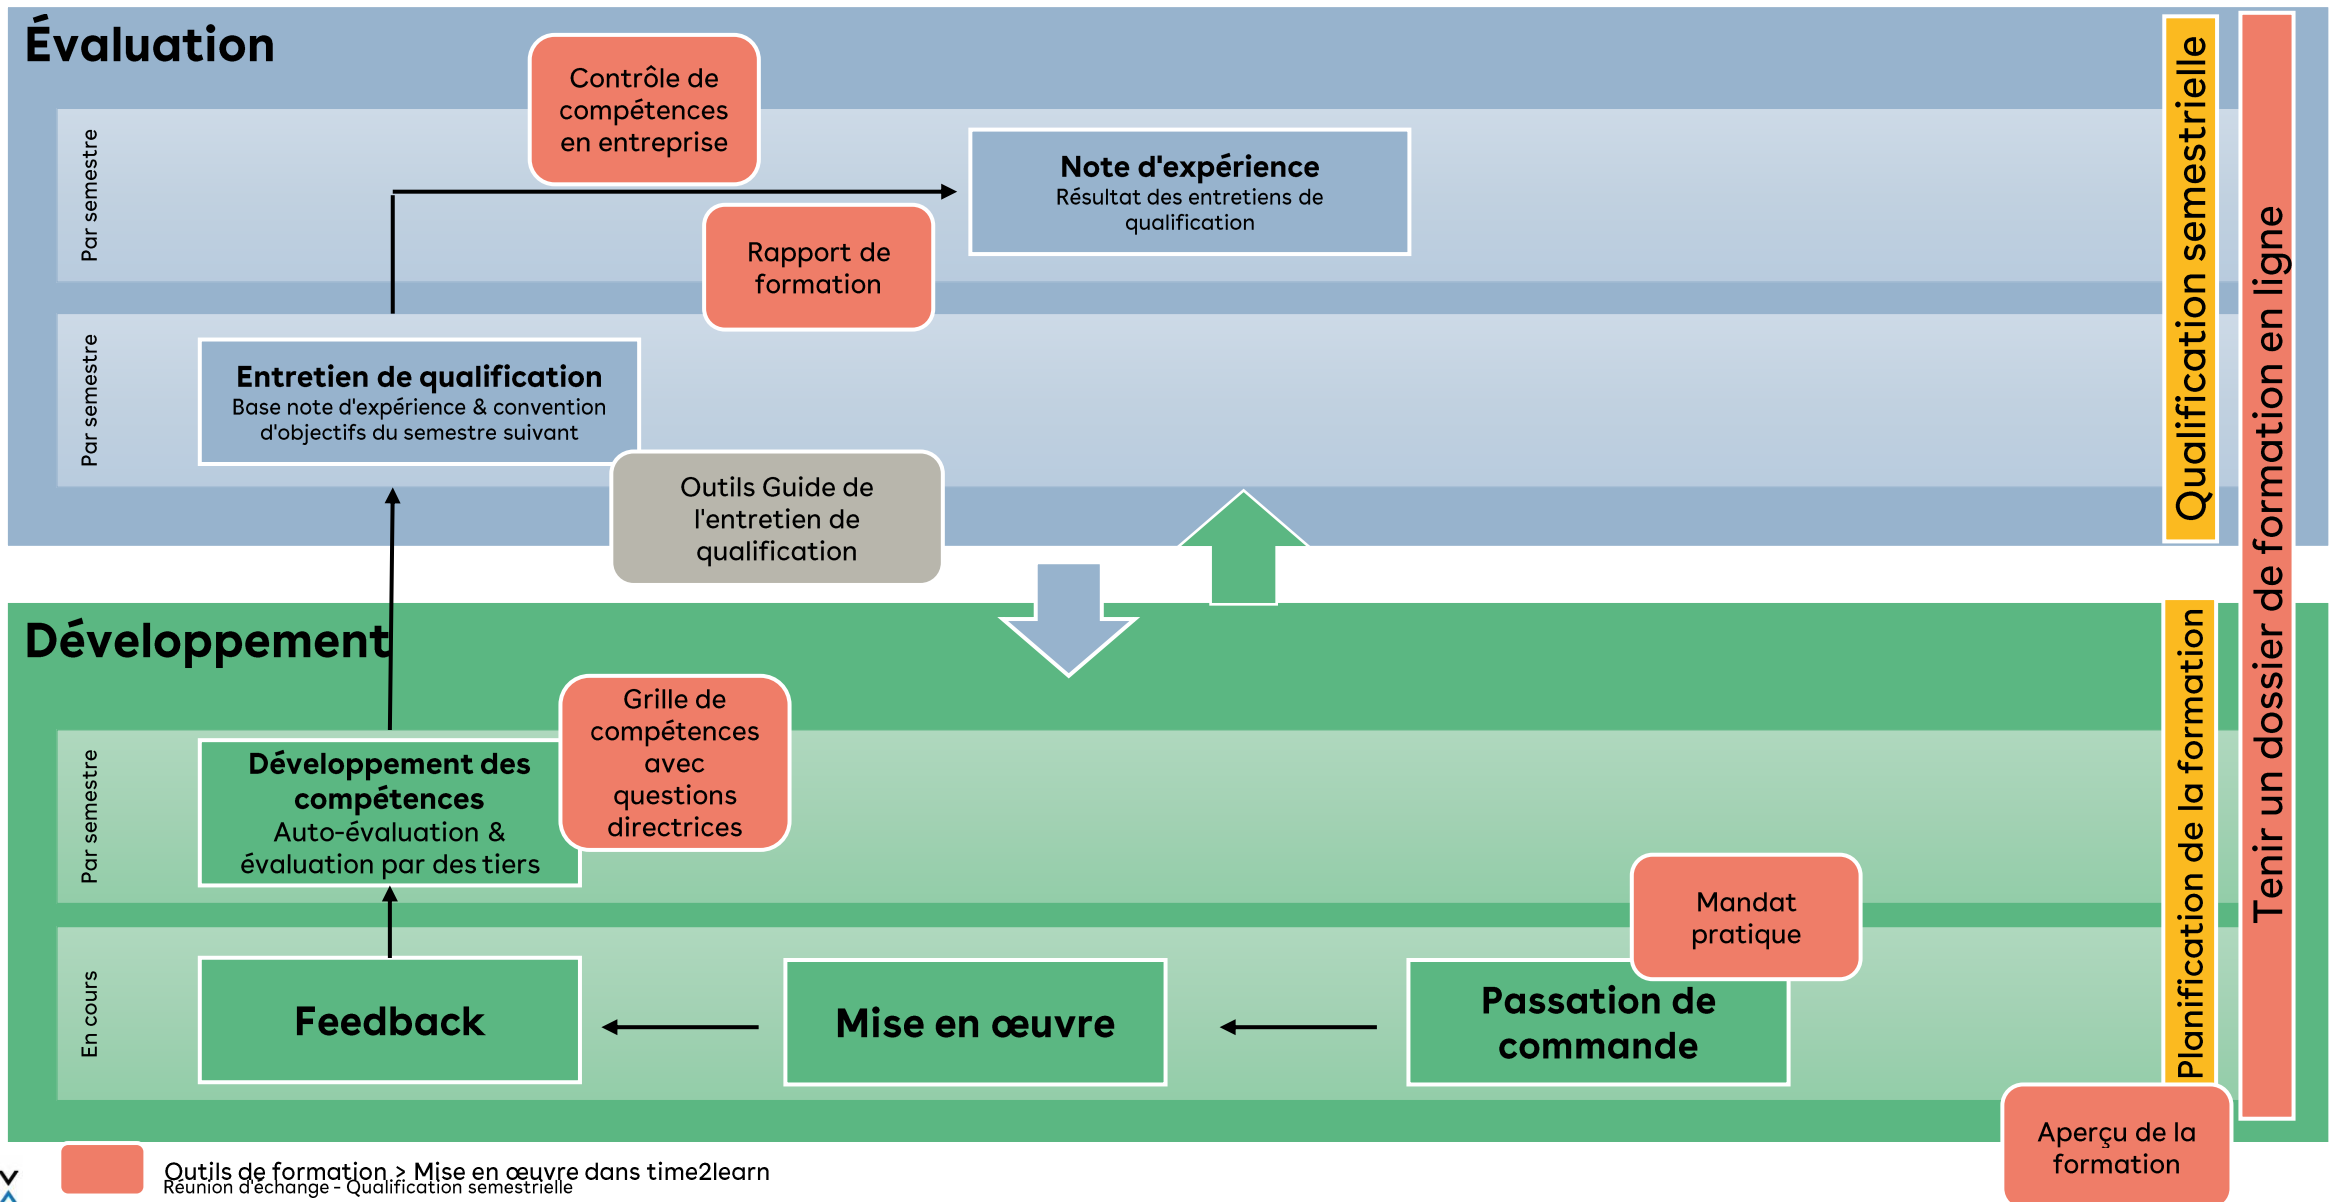 Évaluation
Par semestre
Contrôle de
compétences
en entreprise
Note d'expérience
Résultat des entretiens de
qualification
Rapport de
formation
Par semestre
Entretien de qualification
Base note d'expérience & convention
d'objectifs du semestre suivant
Outils Guide de
l'entretien de
qualification
Qualification semestrielle
Tenir un dossier de formation en ligne
Développement
Par semestre
Développement des
compétences
Auto-évaluation &
évaluation par des tiers
Grille de
compétences
avec
questions
directrices
Mandat
pratique
En cours
Feedback
Mise en œuvre
Passation de
commande
Planification de la formation
Aperçu de la
formation
Outils de formation > Mise en œuvre dans time2learn
Réunion d'échange - Qualification semestrielle